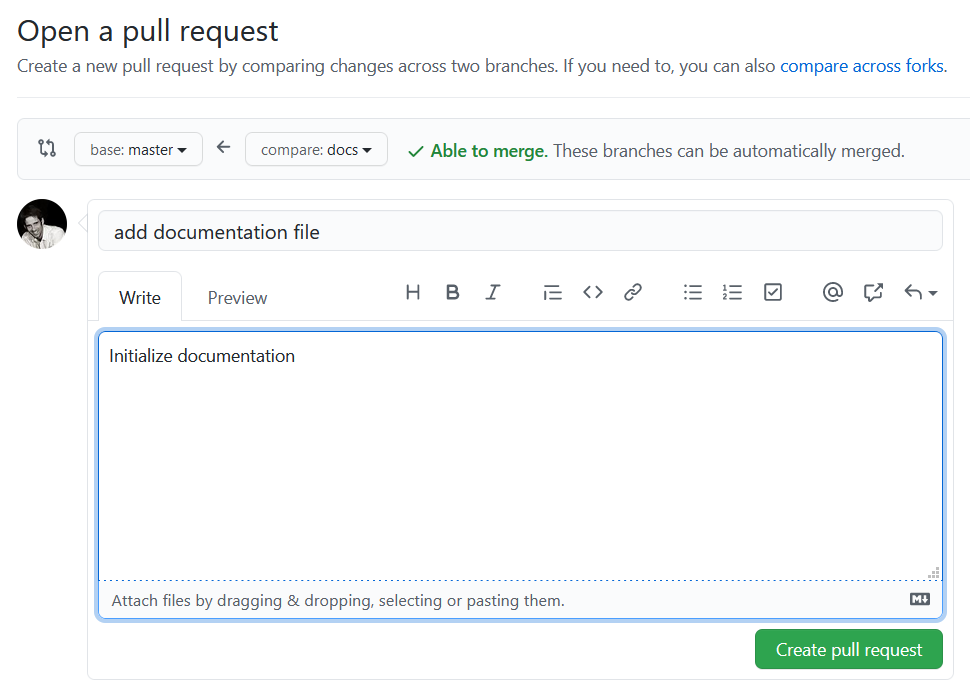 Open a pull request
Create a new pull request by comparing changes across two branches. If you need to, you can also compare across forks.
base: master
compare: docs
Able to merge. These branches can be automatically merged.
add documentation file
Write
Preview
H B I
@
Initialize documentation
Attach files by dragging & dropping, selecting or pasting them.
M
Create pull request